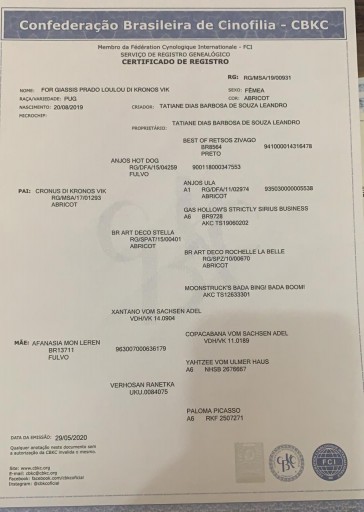 Confederação Brasileira de Cinofilia - CBKC
Membro da Fédération Cynologique Internationale - FCI
SERVIÇO DE REGISTRO GENEALÓGICO
CERTIFICADO DE REGISTRO
RG: RG/MSA/19/00931
NOME: FOR GIASSIS PRADO LOULOU DI KRONOS VIK SEXO: FÊMEA
RAÇA/VARIEDADE: PUG COR: ABRICOT
NASCIMENTO: 20/08/2019 CRIADOR: TATIANE DIAS BARBOSA DE SOUZA LEANDRO
MICROCHIP:
PROPRIETÁRIO: TATIANE DIAS BARBOSA DE SOUZA LEANDRO
BEST OF RETSOS ZIVAGO
BR8564 941000014316478
PRETO
ANJOS HOT DOG
RG/DFA/15/04259 900118000347553
FULVO
ANJOS ULA
A1 RG/DFA/11/02974 935030000005538
ABRICOT
PAI: CRONUS DI KRONOS VIK
RG/MSA/17/01293
ABRICOT
GAS HOLLOW'S STRICTLY SIRIUS BUSINESS
A6 BR9728
AKC TS19060202
BR ART DECO STELLA
RG/SPAT/15/00401
ABRICOT
BR ART DECO ROCHELLE LA BELLE
RG/SPZ/10/00670
ABRICOT
MOONSTRUCK'S BADA BING! BADA BOOM!
AKC TS12633301
XANTANO VOM SACHSEN ADEL
VDH/VK 14.0904
COPACABANA VOM SACHSEN ADEL
VDH/VK 11.0189
MÃE: AFANASIA MON LEREN
BR13711 963007000636179
FULVO
YAHTZEE VOM ULMER HAUS
A6 NHSB 2676667
VERHOSAN RANETKA
UKU.0084075
PALOMA PICASSO
A6 RKF 2507271
DATA DA EMISSÃO: 29/05/2020
Qualquer anotação neste documento sem
a autorização da CBKC invalida o mesmo.
Site: www.cbkc.org
E-mail: cbkc@cbkc.org
Facebook: facebook.com/cbkcoficial
Instagram: @cbkcoficial
CBKC
FCI